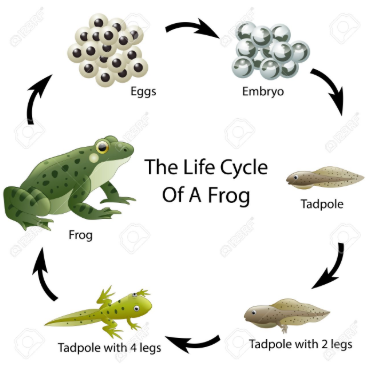 Eggs
Embryo
The Life Cycle
Of A Frog
Tadpole
Frog
Tadpole with 4 legs
Tadpole with 2 legs